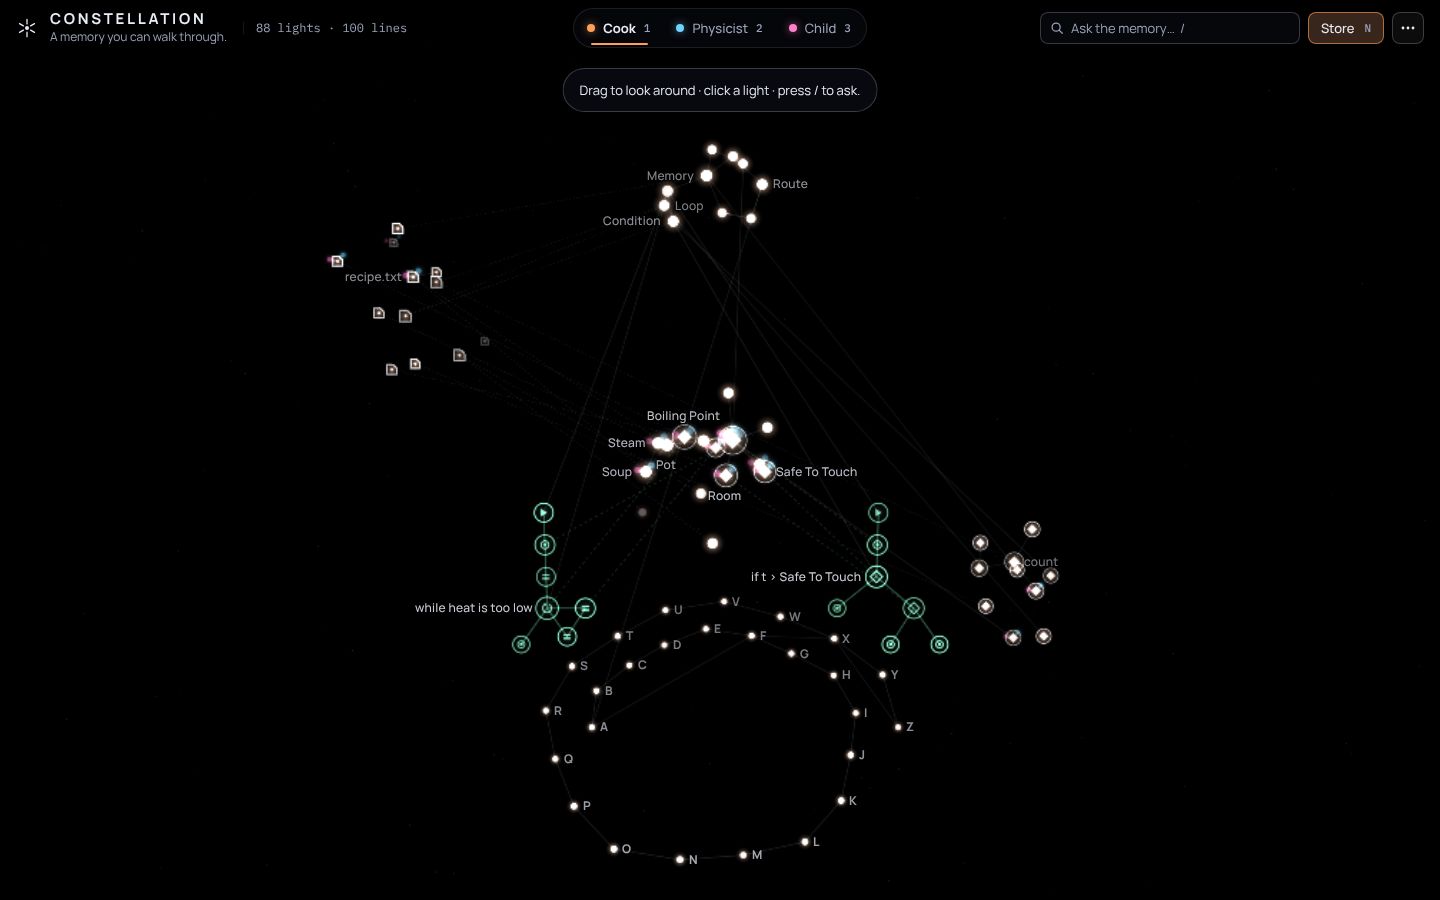 CONSTELLATION
A memory you can walk through.
88 lights · 100 lines
Cook 1
Physicist 2
Child 3
Ask the memory… /
Store N
Drag to look around · click a light · press / to ask.
Memory
Route
Loop
Condition
recipe.txt
Boiling Point
Steam
Pot
Soup
Safe To Touch
Room
count
if t > Safe To Touch
while heat is too low
V
U
W
E
T
F
X
D
G
C
S
H
Y
B
R
I
A
Z
J
Q
K
P
L
O
M
N